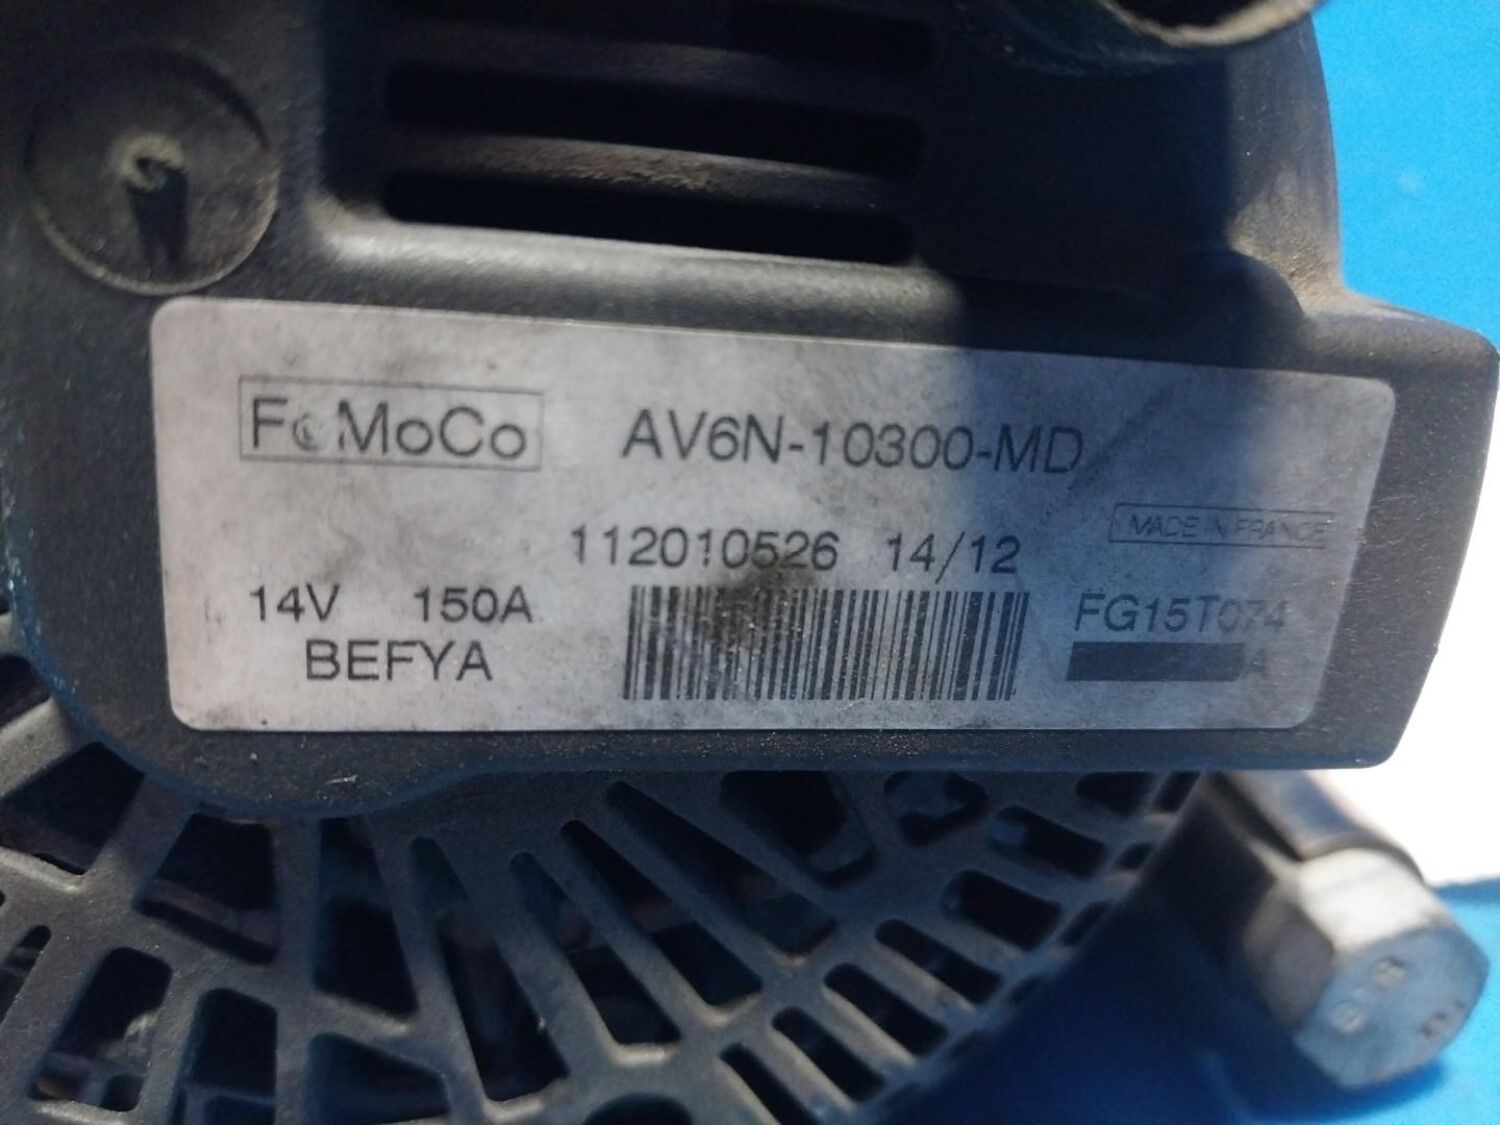 FoMoCo AV6N-10300-MD
MADE IN FRANCE
112010526 14/12
14V 150A FG15T074
BEFYA A